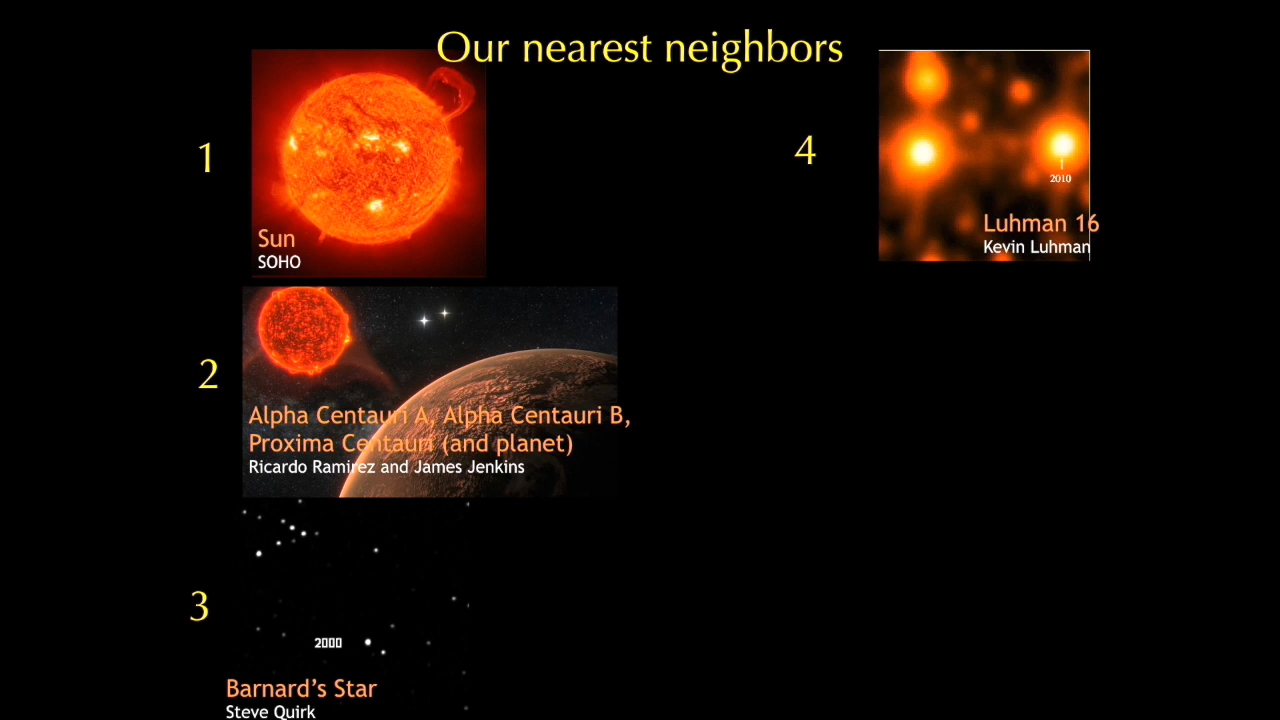 Our nearest neighbors
1
Sun
SOHO
2
Alpha Centauri A, Alpha Centauri B,
Proxima Centauri (and planet)
Ricardo Ramirez and James Jenkins
3
2000
Barnard's Star
Steve Quirk
4
2010
Luhman 16
Kevin Luhman